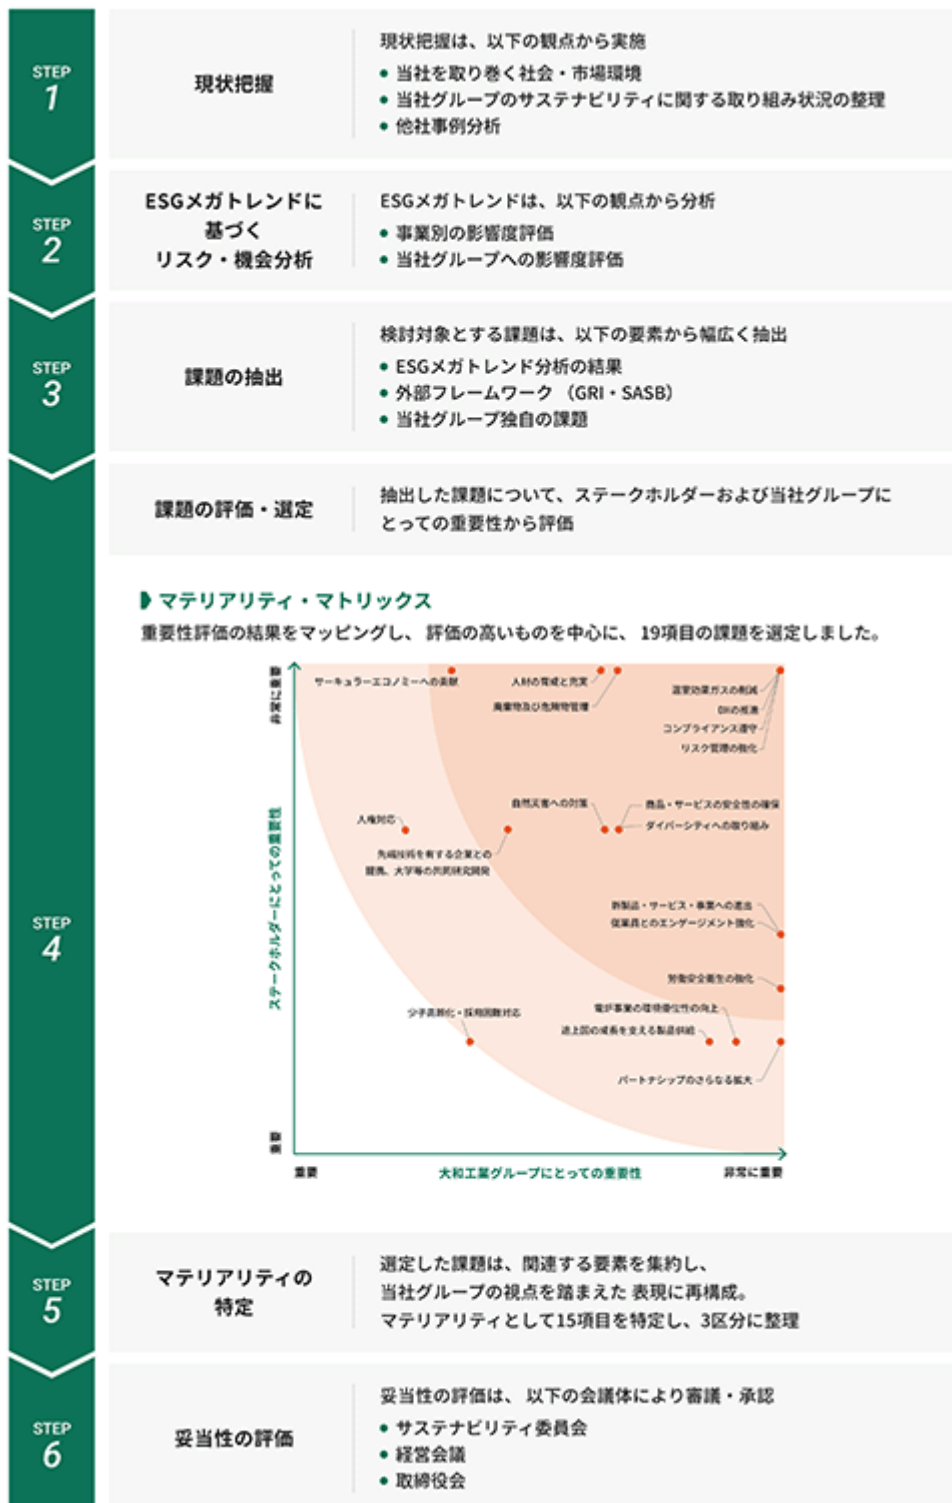 STEP
1
現状把握
現状把握は、以下の観点から実施
● 当社を取り巻く社会・市場環境
● 当社グループのサステナビリティに関する取り組み状況の整理
● 他社事例分析
STEP
2
ESGメガトレンドに
基づく
リスク・機会分析
ESGメガトレンドは、以下の観点から分析
● 事業別の影響度評価
● 当社グループへの影響度評価
STEP
3
課題の抽出
検討対象とする課題は、以下の要素から幅広く抽出
● ESGメガトレンド分析の結果
● 外部フレームワーク （GRI・SASB）
● 当社グループ独自の課題
STEP
4
課題の評価・選定
抽出した課題について、ステークホルダーおよび当社グループに
とっての重要性から評価
マテリアリティ・マトリックス
重要性評価の結果をマッピングし、 評価の高いものを中心に、 19項目の課題を選定しました。
非常に重要
ステークホルダーにとっての重要性
重要
サーキュラーエコノミーへの貢献
人材の育成と充実
廃棄物及び危険物管理
温室効果ガスの削減
DXの推進
コンプライアンス遵守
リスク管理の強化
自然災害への対策
商品・サービスの安全性の確保
ダイバーシティへの取り組み
人権対応
先端技術を有する企業との
提携、大学等の共同研究開発
新製品・サービス・事業への進出
従業員とのエンゲージメント強化
労働安全衛生の強化
少子高齢化・採用困難対応
電炉事業の環境優位性の向上
途上国の成長を支える製品供給
パートナシップのさらなる拡大
重要
大和工業グループにとっての重要性
非常に重要
STEP
5
マテリアリティの
特定
選定した課題は、関連する要素を集約し、
当社グループの視点を踏まえた 表現に再構成。
マテリアリティとして15項目を特定し、3区分に整理
STEP
6
妥当性の評価
妥当性の評価は、 以下の会議体により審議・承認
● サステナビリティ委員会
● 経営会議
● 取締役会